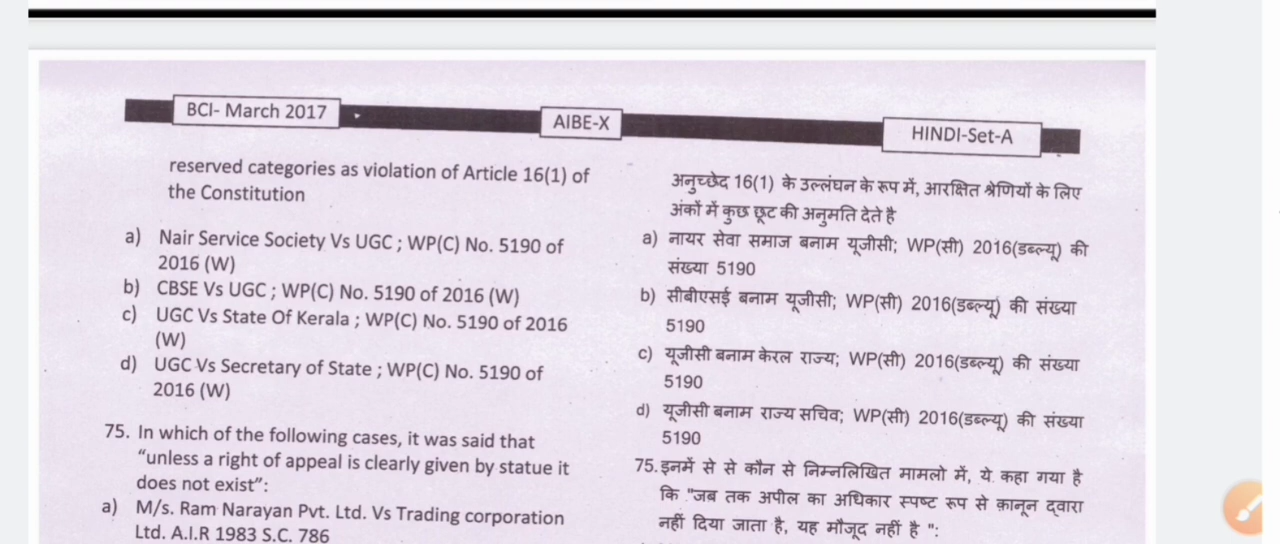 BCI- March 2017
AIBE-X
HINDI-Set-A
reserved categories as violation of Article 16(1) of
the Constitution
a) Nair Service Society Vs UGC ; WP(C) No. 5190 of
2016 (W)
b) CBSE Vs UGC ; WP(C) No. 5190 of 2016 (W)
c) UGC Vs State Of Kerala ; WP(C) No. 5190 of 2016
(W)
d) UGC Vs Secretary of State ; WP(C) No. 5190 of
2016 (W)
75. In which of the following cases, it was said that
“unless a right of appeal is clearly given by statue it
does not exist”:
a) M/s. Ram Narayan Pvt. Ltd. Vs Trading corporation
Ltd. A.I.R 1983 S.C. 786
अनुच्छेद 16(1) के उल्लंघन के रूप में, आरक्षित श्रेणियों के लिए
अंकों में कुछ छूट की अनुमति देते है
a) नायर सेवा समाज बनाम यूजीसी; WP(सी) 2016(डब्ल्यू) की
संख्या 5190
b) सीबीएसई बनाम यूजीसी; WP(सी) 2016(डब्ल्यू) की संख्या
5190
c) यूजीसी बनाम केरल राज्य; WP(सी) 2016(डब्ल्यू) की संख्या
5190
d) यूजीसी बनाम राज्य सचिव; WP(सी) 2016(डब्ल्यू) की संख्या
5190
75. इनमें से से कौन से निम्नलिखित मामलो में, ये कहा गया है
कि "जब तक अपील का अधिकार स्पष्ट रूप से क़ानून द्वारा
नहीं दिया जाता है, यह मौजूद नहीं है ":